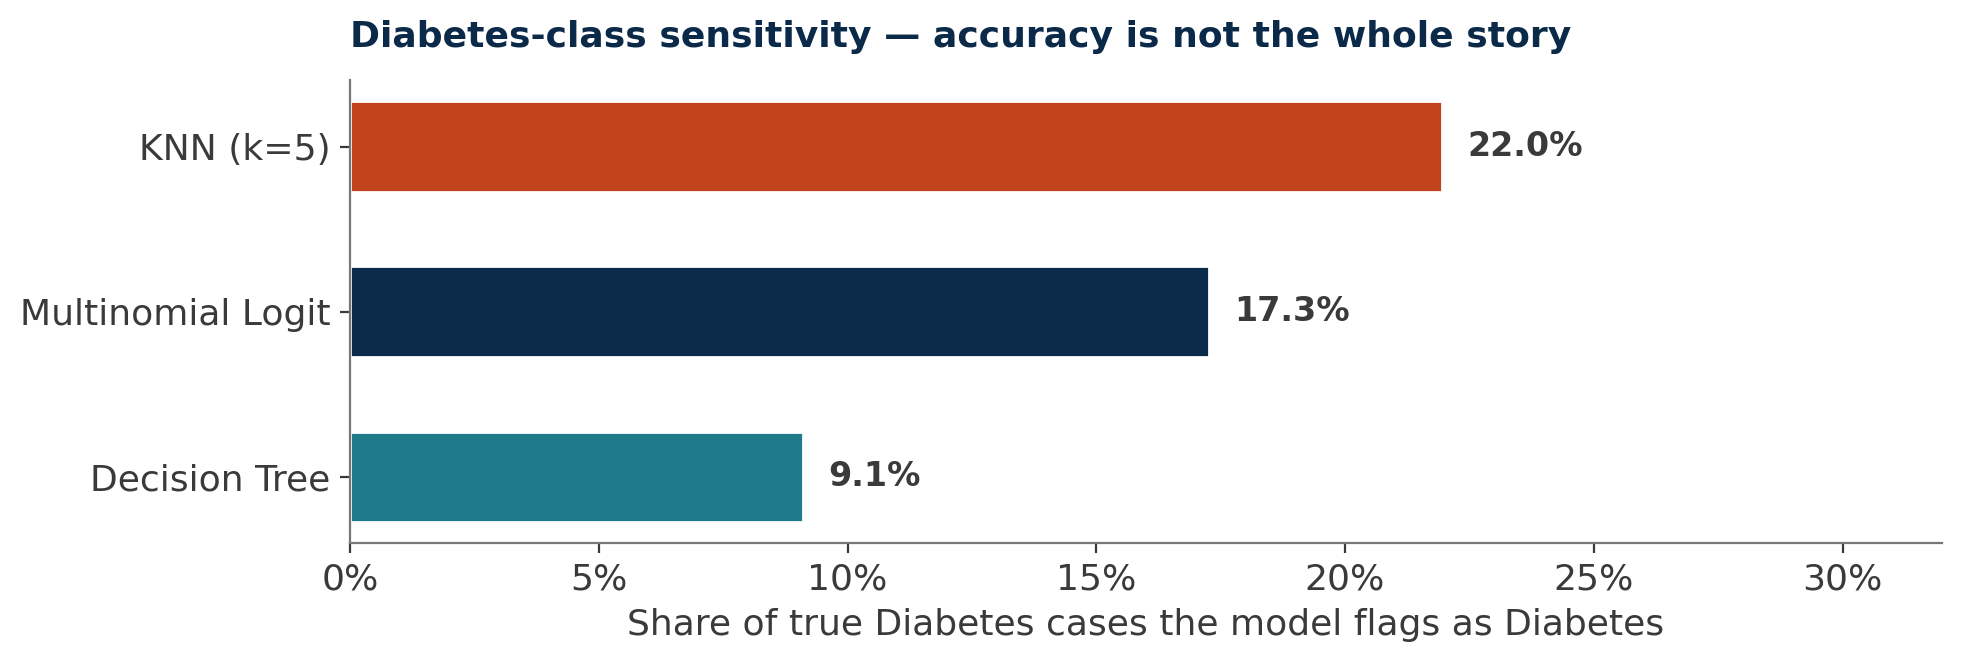 Diabetes-class sensitivity — accuracy is not the whole story
KNN (k=5)
22.0%
Multinomial Logit
17.3%
Decision Tree
9.1%
0% 5% 10% 15% 20% 25% 30%
Share of true Diabetes cases the model flags as Diabetes